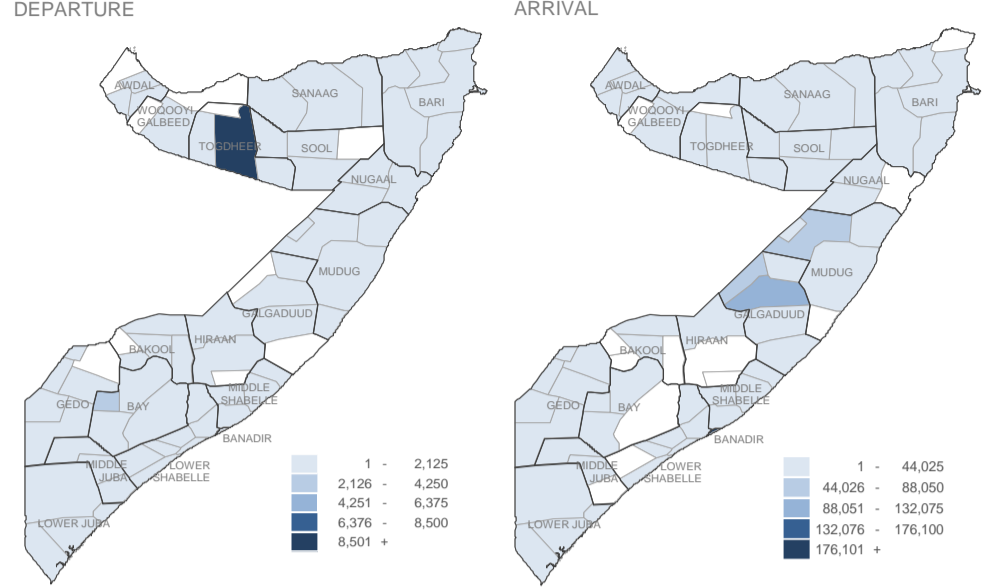 DEPARTURE
AWDAL
WOQOOYI
GALBEED
TOGDHEER
SANAAG
SOOL
BARI
NUGAAL
MUDUG
GALGADUUD
HIRAAN
BAKOOL
MIDDLE
SHABELLE
GEDO
BAY
BANADIR
MIDDLE
JUBA
LOWER
SHABELLE
LOWER JUBA
1 - 2,125
2,126 - 4,250
4,251 - 6,375
6,376 - 8,500
8,501 +
ARRIVAL
AWDAL
WOQOOYI
GALBEED
TOGDHEER
SANAAG
SOOL
BARI
NUGAAL
MUDUG
GALGADUUD
HIRAAN
BAKOOL
MIDDLE
SHABELLE
GEDO
BAY
BANADIR
MIDDLE
JUBA
LOWER
SHABELLE
LOWER JUBA
1 - 44,025
44,026 - 88,050
88,051 - 132,075
132,076 - 176,100
176,101 +